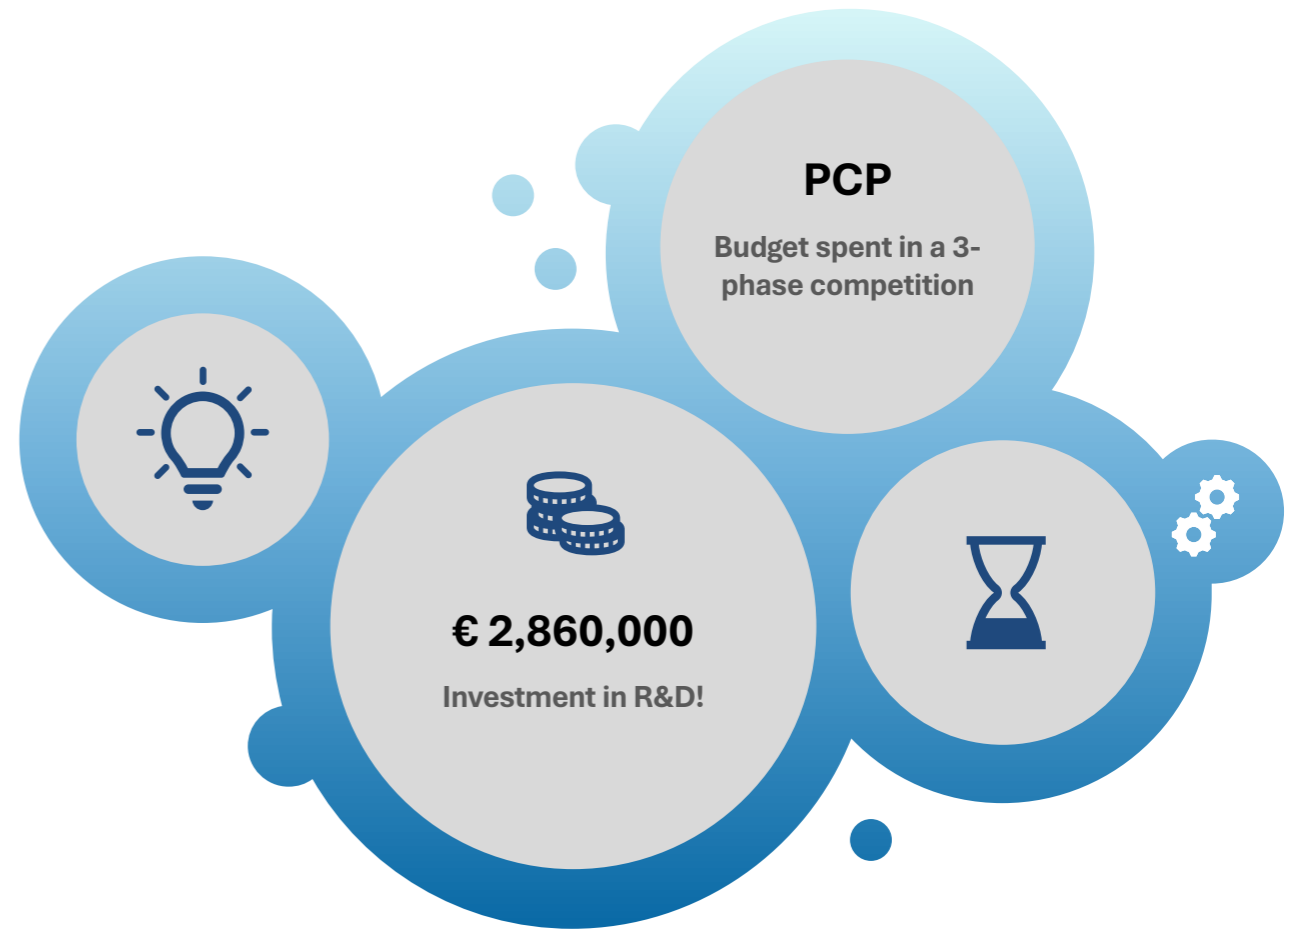 PCP
Budget spent in a 3-
phase competition
€ 2,860,000
Investment in R&D!